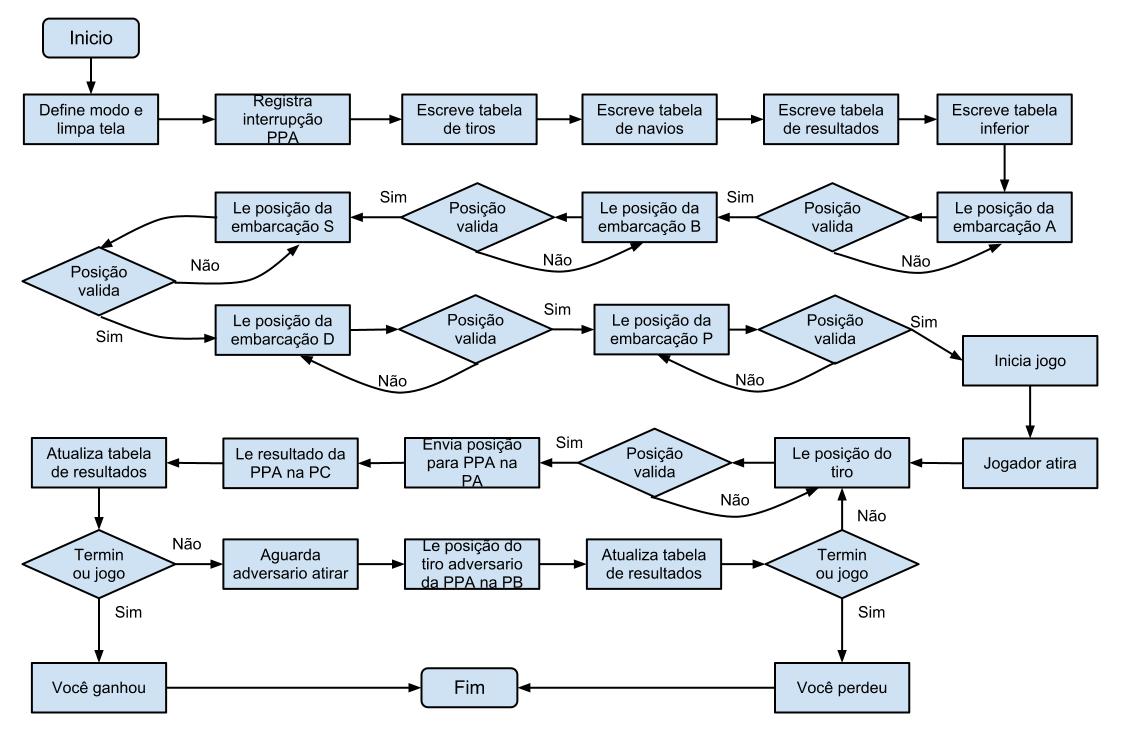 Inicio
Define modo e
limpa tela
Registra
interrupção
PPA
Escreve tabela
de tiros
Escreve tabela
de navios
Escreve tabela
de resultados
Escreve tabela
inferior
Le posição da
embarcação A
Posição
valida
Não
Sim
Le posição da
embarcação B
Posição
valida
Não
Sim
Le posição da
embarcação S
Posição
valida
Não
Sim
Le posição da
embarcação D
Posição
valida
Não
Sim
Le posição da
embarcação P
Posição
valida
Não
Sim
Inicia jogo
Jogador atira
Le posição do
tiro
Posição
valida
Não
Sim
Envia posição
para PPA na
PA
Le resultado da
PPA na PC
Atualiza tabela
de resultados
Termin
ou jogo
Não
Sim
Aguarda
adversario atirar
Le posição do
tiro adversario
da PPA na PB
Atualiza tabela
de resultados
Termin
ou jogo
Não
Sim
Você ganhou
Fim
Você perdeu